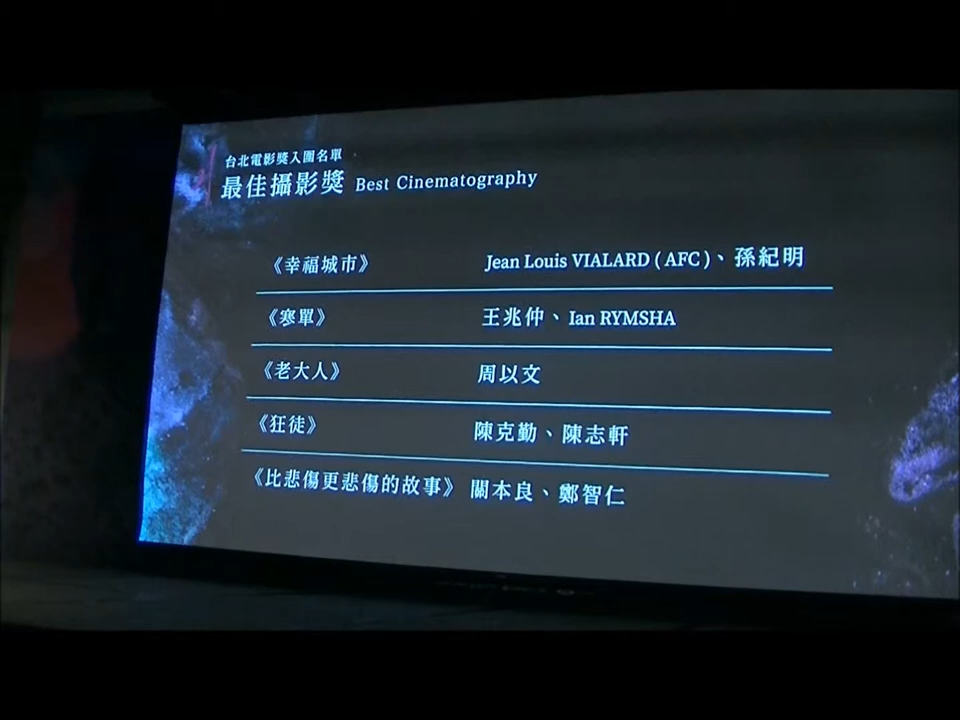 台北電影獎入圍名單
最佳攝影獎 Best Cinematography
《幸福城市》 Jean Louis VIALARD ( AFC )、孫紀明
《寒單》 王兆仲、Ian RYMSHA
《老大人》 周以文
《狂徒》 陳克勤、陳志軒
《比悲傷更悲傷的故事》 關本良、鄭智仁